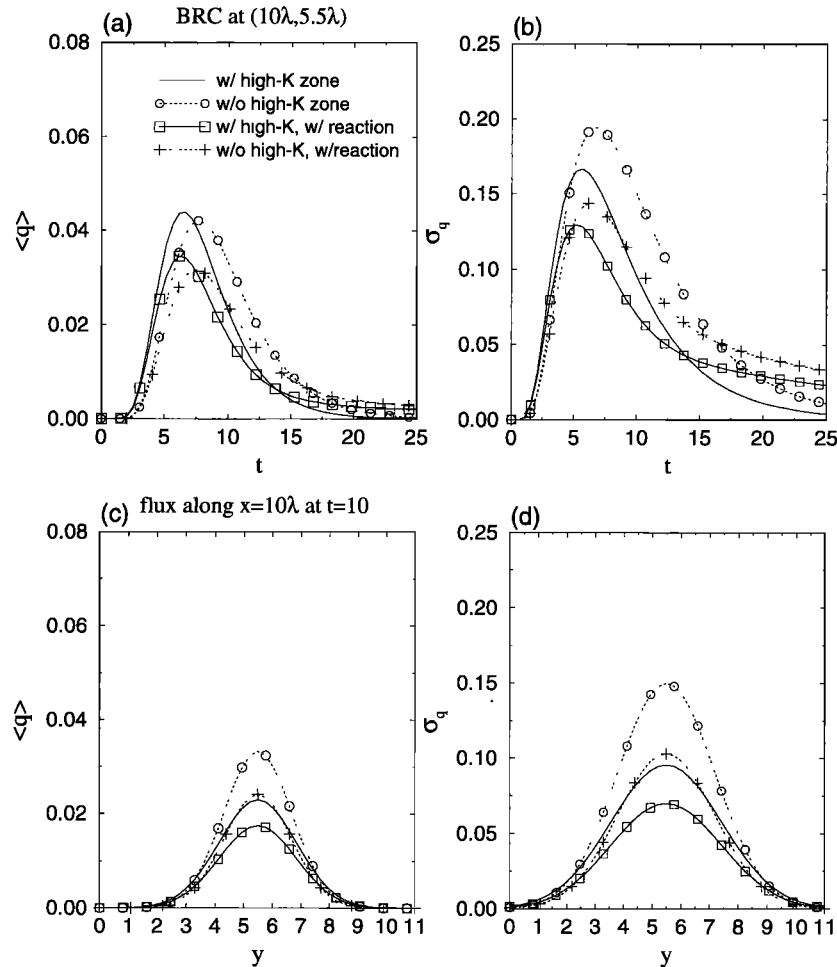 BRC at (10λ,5.5λ)
(a)
0.08
0.06
0.04
0.02
0.00
<q>
w/ high-K zone
w/o high-K zone
w/ high-K, w/ reaction
w/o high-K, w/reaction
0 5 10 15 20 25
t
(b)
0.25
0.20
0.15
0.10
0.05
0.00
σq
0 5 10 15 20 25
t
(c)
flux along x=10λ at t=10
0.08
0.06
0.04
0.02
0.00
<q>
0 1 2 3 4 5 6 7 8 9 10 11
y
(d)
0.25
0.20
0.15
0.10
0.05
0.00
σq
0 1 2 3 4 5 6 7 8 9 10 11
y